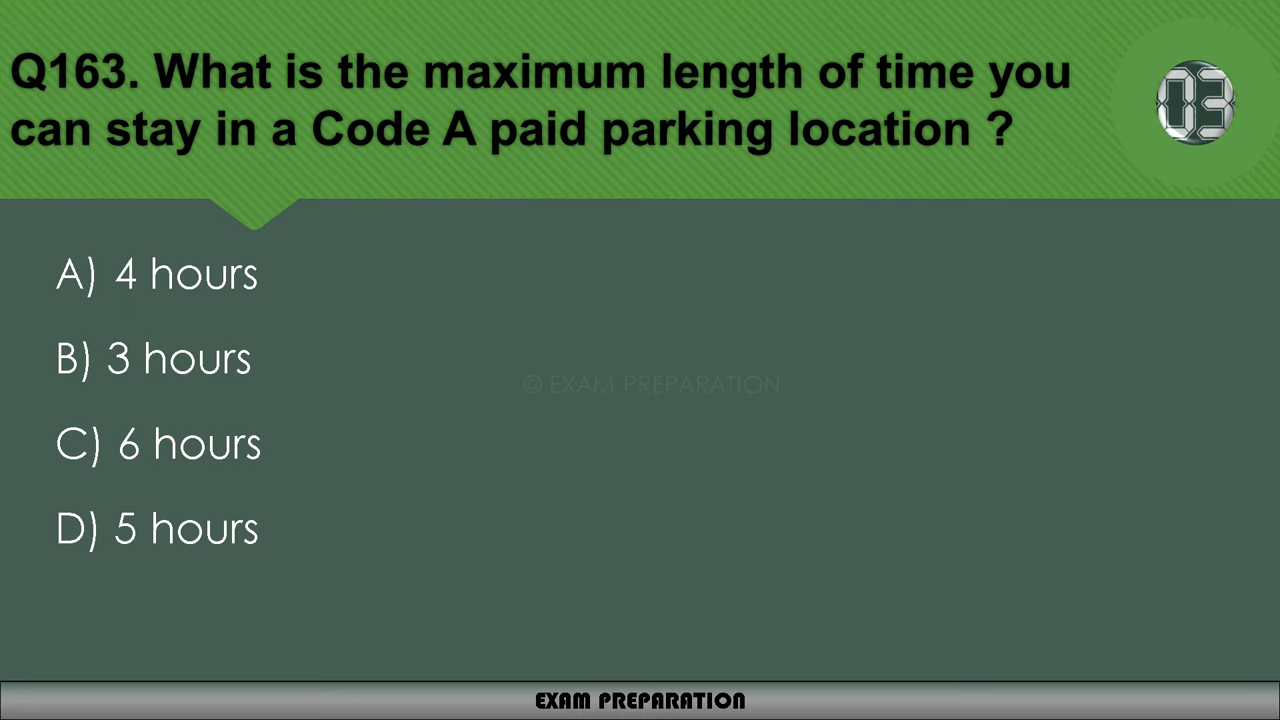 Q163. What is the maximum length of time you
can stay in a Code A paid parking location ?
03
A) 4 hours
B) 3 hours
C) 6 hours
D) 5 hours
© EXAM PREPARATION
EXAM PREPARATION